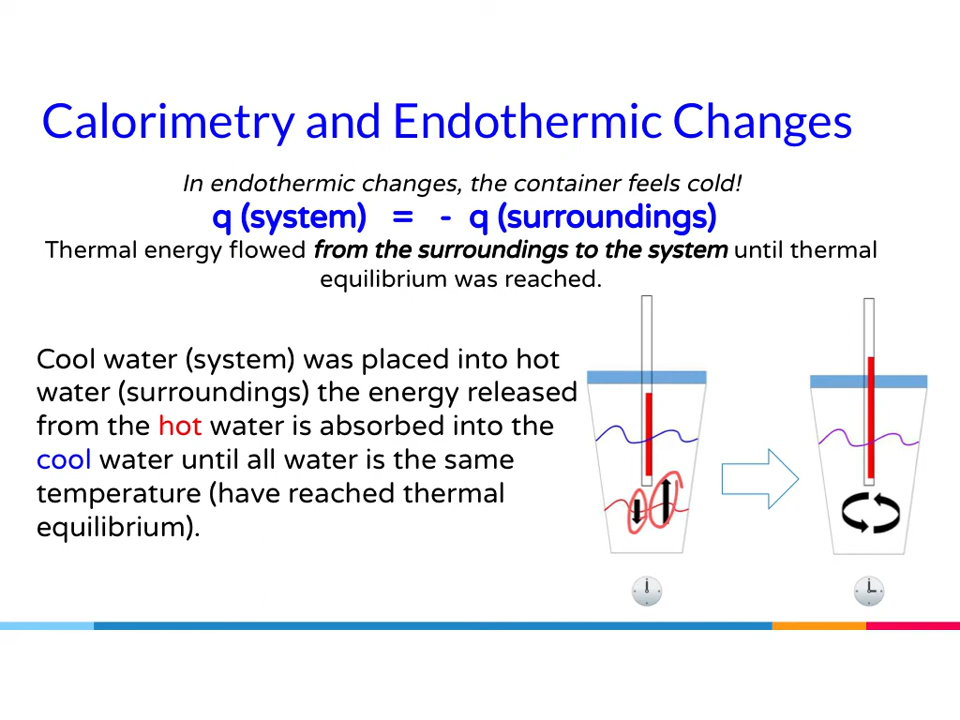 Calorimetry and Endothermic Changes
In endothermic changes, the container feels cold!
q (system) = - q (surroundings)
Thermal energy flowed from the surroundings to the system until thermal
equilibrium was reached.
Cool water (system) was placed into hot
water (surroundings) the energy released
from the hot water is absorbed into the
cool water until all water is the same
temperature (have reached thermal
equilibrium).